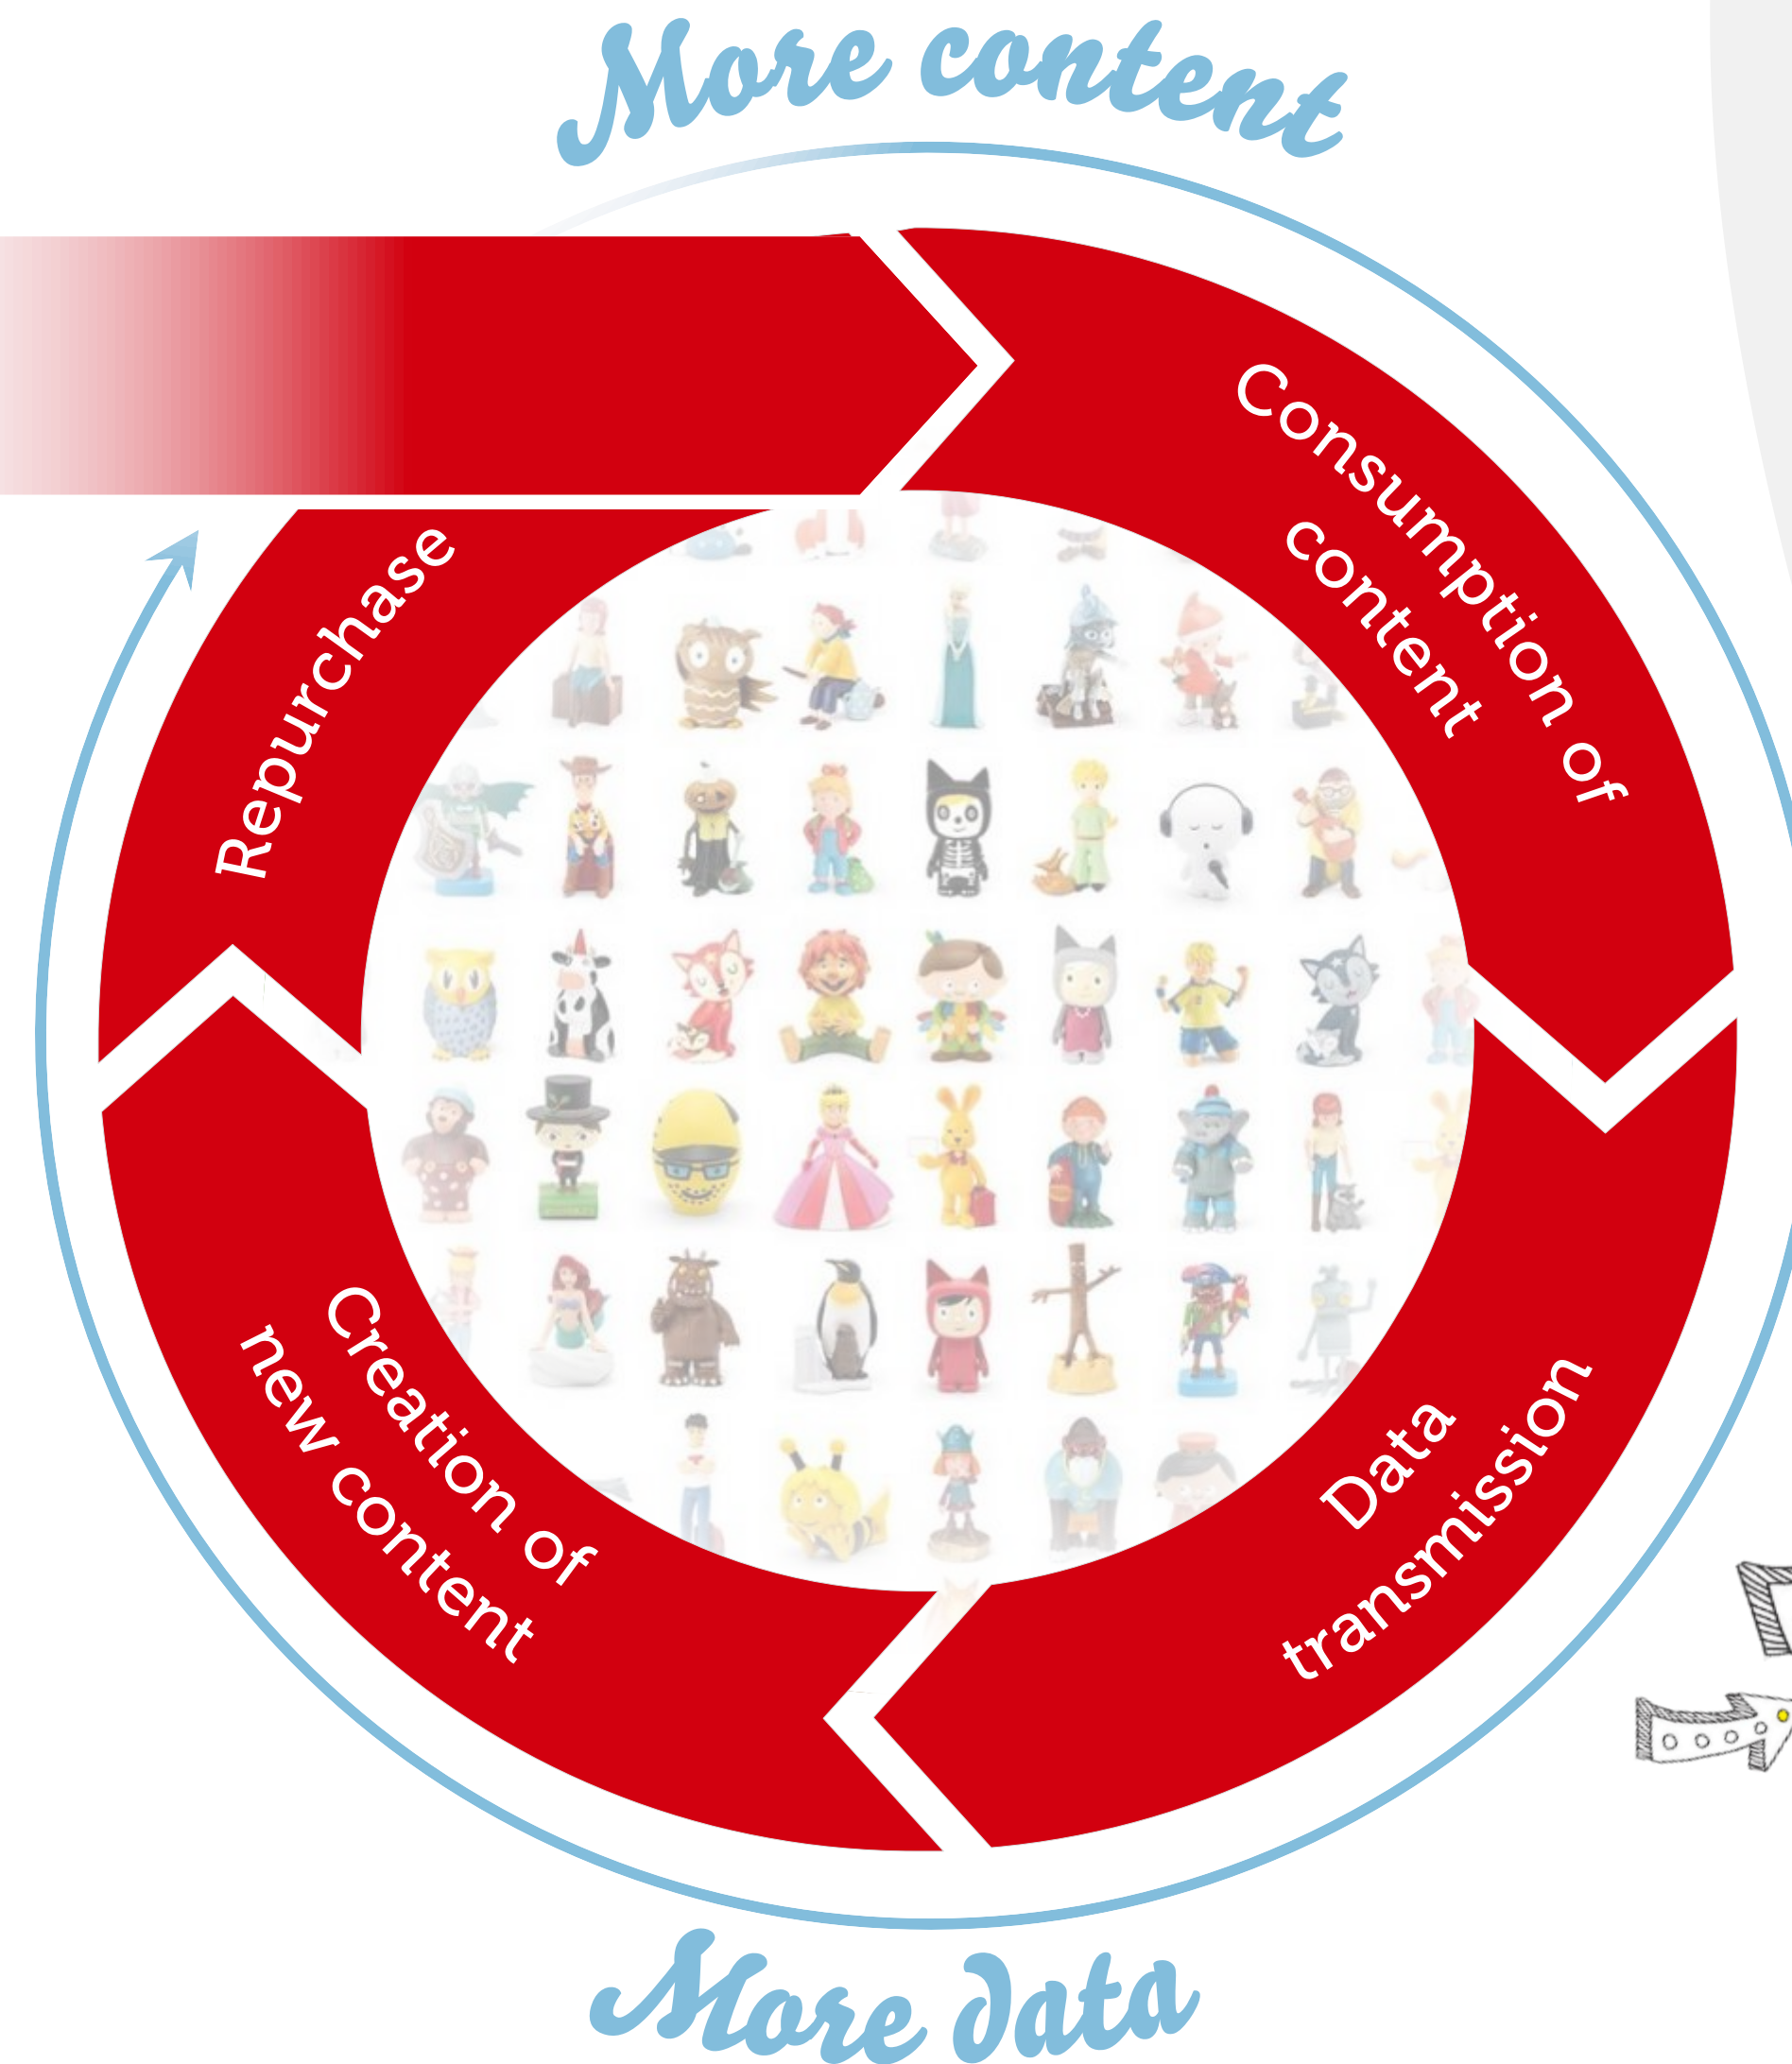 More content
Consumption of
content
Data
transmission
Creation of
new content
Repurchase
More data